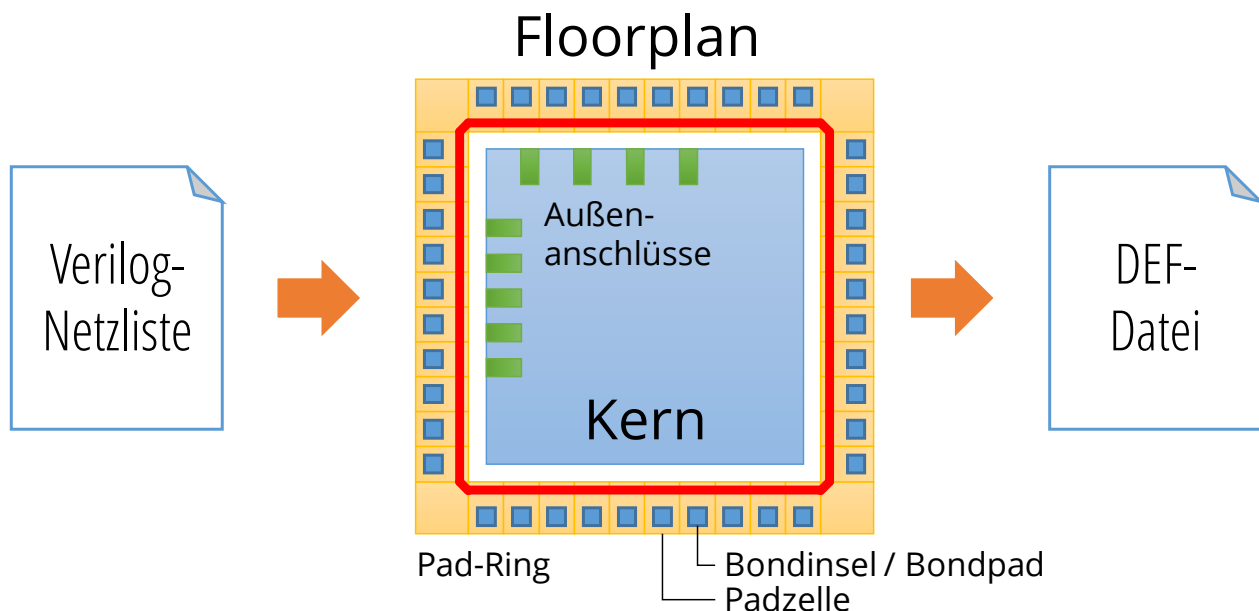 Floorplan
Verilog-
Netzliste
Außen-
anschlüsse
Kern
DEF-
Datei
Pad-Ring
Bondinsel / Bondpad
Padzelle